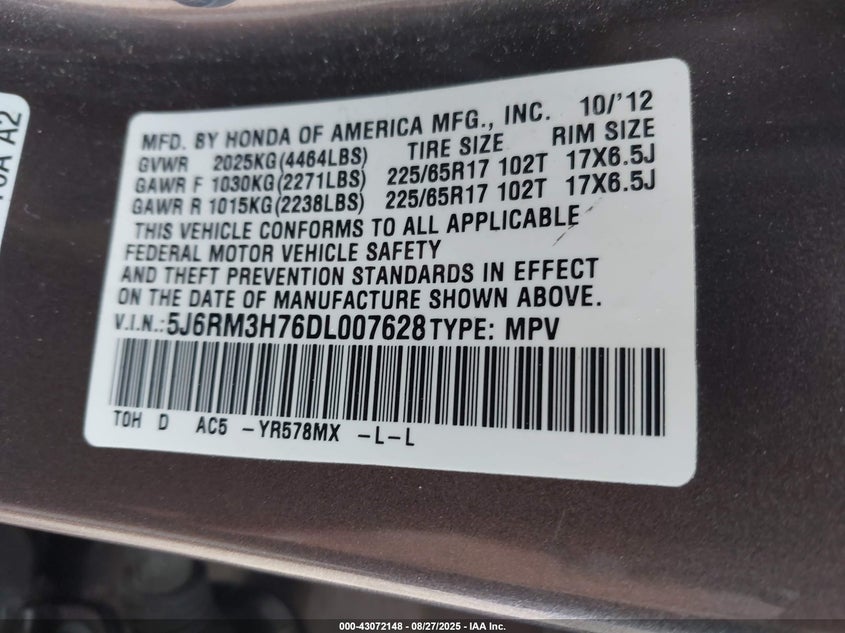 MFD. BY HONDA OF AMERICA MFG., INC. 10/'12
GVWR 2025KG(4464LBS) TIRE SIZE RIM SIZE
GAWR F 1030KG(2271LBS) 225/65R17 102T 17X6.5J
GAWR R 1015KG(2238LBS) 225/65R17 102T 17X6.5J
THIS VEHICLE CONFORMS TO ALL APPLICABLE
FEDERAL MOTOR VEHICLE SAFETY
AND THEFT PREVENTION STANDARDS IN EFFECT
ON THE DATE OF MANUFACTURE SHOWN ABOVE.
V.I.N.:5J6RM3H76DL007628 TYPE: MPV
TOH D AC5 -YR578MX -L-L
A2
000-43072148 - 08/27/2025 - IAA Inc.